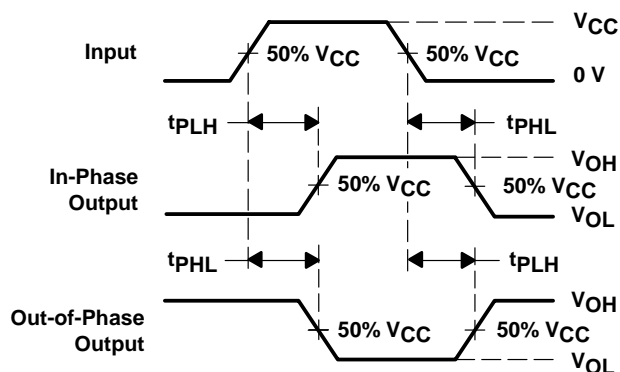 VCC
Input
50% VCC
50% VCC
0 V
tPLH
tPHL
VOH
In-Phase
Output
50% VCC
50% VCC
VOL
tPHL
tPLH
VOH
Out-of-Phase
Output
50% VCC
50% VCC
VOL